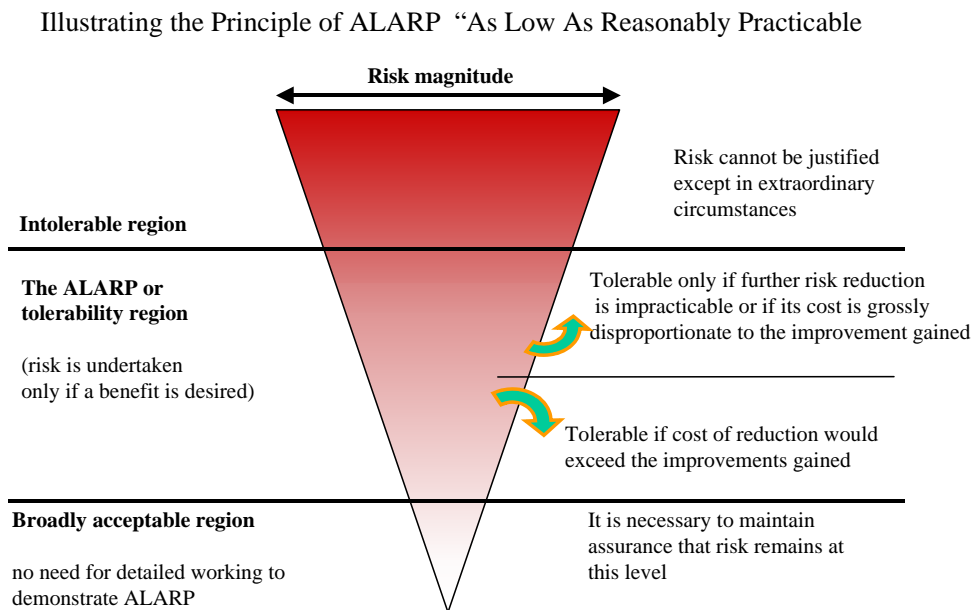 Illustrating the Principle of ALARP “As Low As Reasonably Practicable
Risk magnitude
Risk cannot be justified
except in extraordinary
circumstances
Intolerable region
The ALARP or
tolerability region
(risk is undertaken
only if a benefit is desired)
Tolerable only if further risk reduction
is impracticable or if its cost is grossly
disproportionate to the improvement gained
Tolerable if cost of reduction would
exceed the improvements gained
Broadly acceptable region
no need for detailed working to
demonstrate ALARP
It is necessary to maintain
assurance that risk remains at
this level